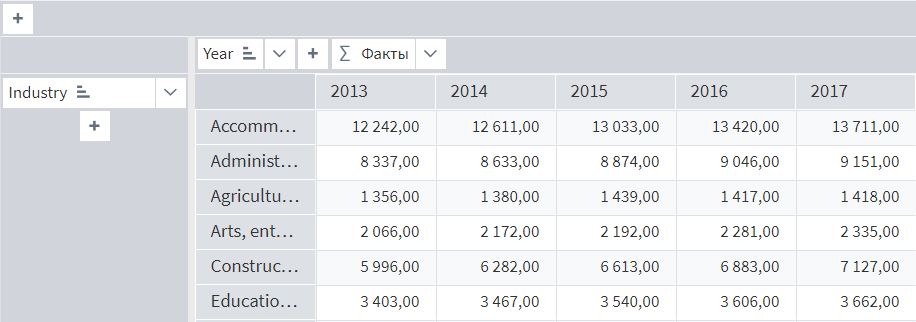 +
Year + Σ Факты
Industry
+
2013 2014 2015 2016 2017
Accomm… 12 242,00 12 611,00 13 033,00 13 420,00 13 711,00
Administ… 8 337,00 8 633,00 8 874,00 9 046,00 9 151,00
Agricultu… 1 356,00 1 380,00 1 439,00 1 417,00 1 418,00
Arts, ent… 2 066,00 2 172,00 2 192,00 2 281,00 2 335,00
Construc… 5 996,00 6 282,00 6 613,00 6 883,00 7 127,00
Educatio… 3 403,00 3 467,00 3 540,00 3 606,00 3 662,00